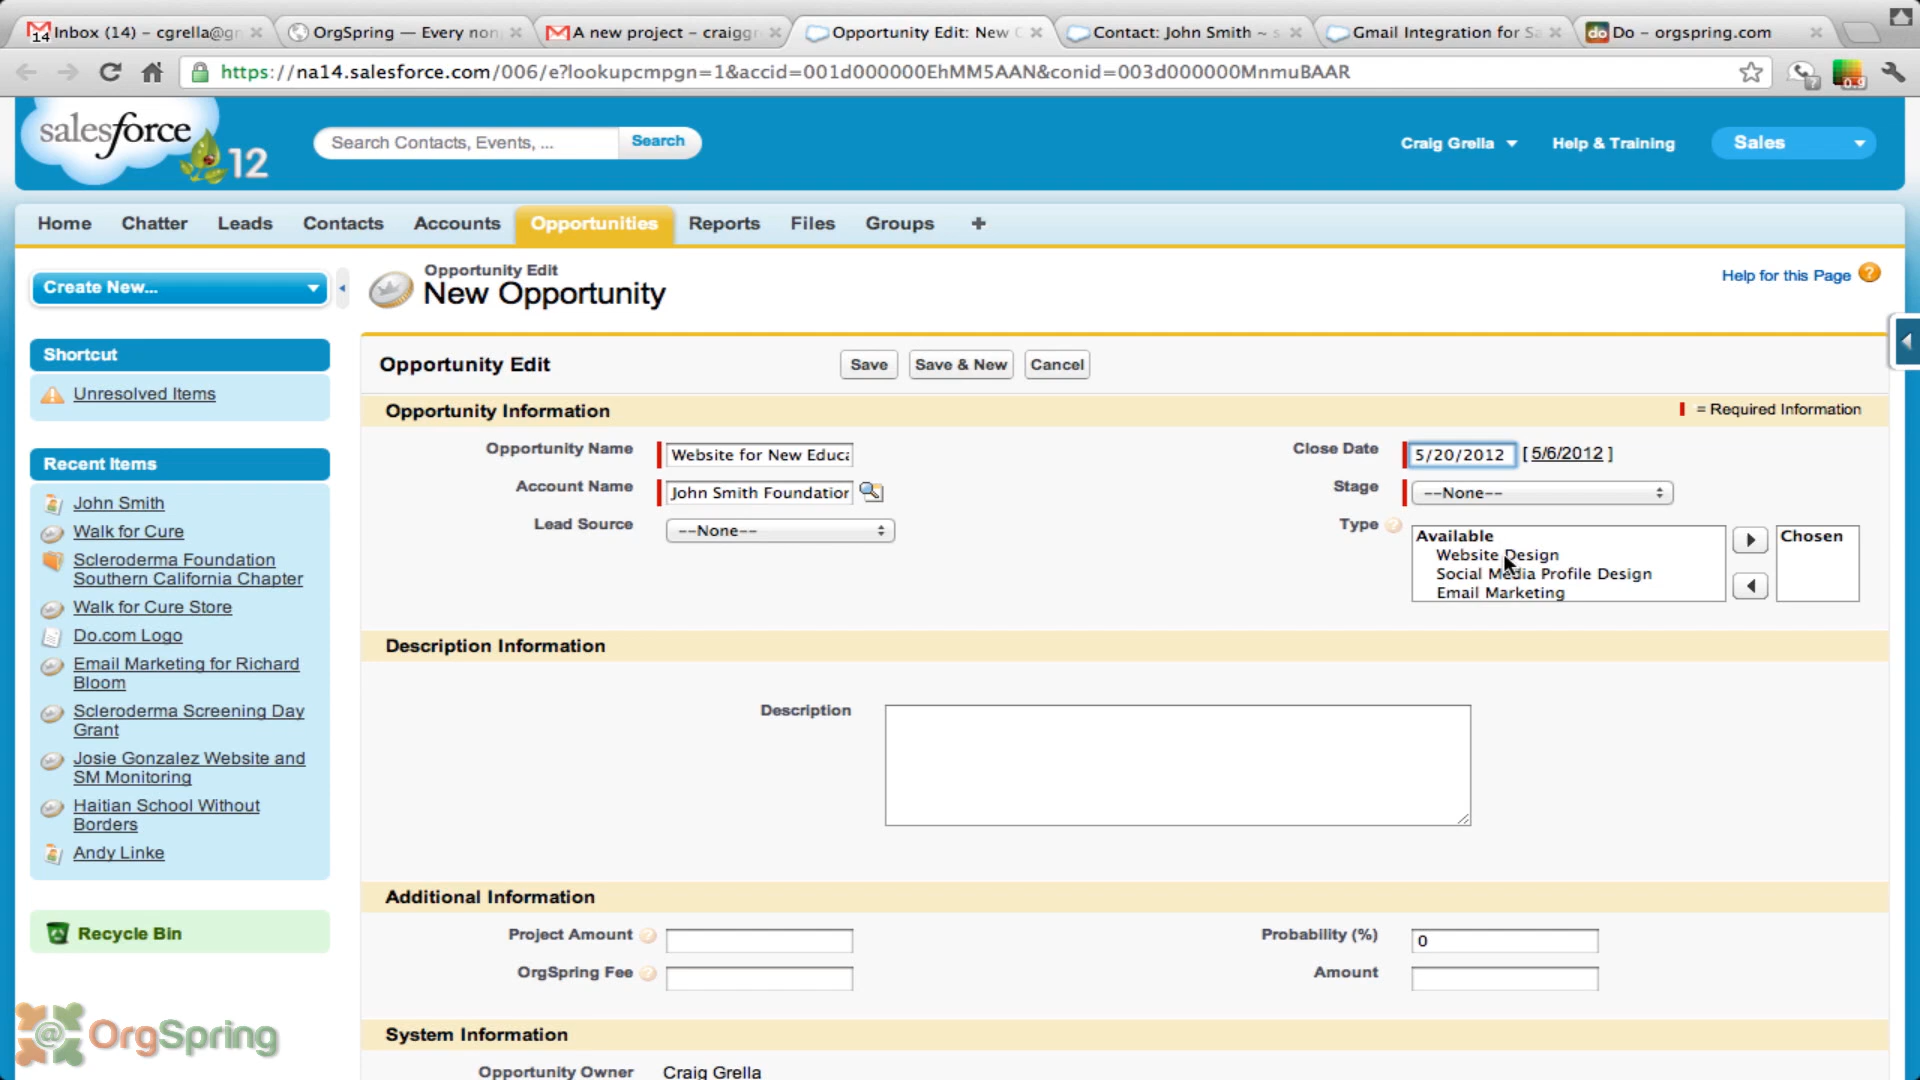 14 Inbox (14) – cgrella@gr
OrgSpring — Every non
A new project – craiggr
Opportunity Edit: New O
Contact: John Smith ~ s
Gmail Integration for Sa
do Do – orgspring.com
https://na14.salesforce.com/006/e?lookupcmpgn=1&accid=001d000000EhMM5AAN&conid=003d000000MnmuBAAR
salesforce 12
Search Contacts, Events, ... Search
Craig Grella Help & Training Sales
Home Chatter Leads Contacts Accounts Opportunities Reports Files Groups +
Create New...
Opportunity Edit
New Opportunity
Help for this Page ?
Shortcut
Unresolved Items
Recent Items
John Smith
Walk for Cure
Scleroderma Foundation
Southern California Chapter
Walk for Cure Store
Do.com Logo
Email Marketing for Richard
Bloom
Scleroderma Screening Day
Grant
Josie Gonzalez Website and
SM Monitoring
Haitian School Without
Borders
Andy Linke
Recycle Bin
Opportunity Edit Save Save & New Cancel
Opportunity Information = Required Information
Opportunity Name Website for New Educa
Account Name John Smith Foundation
Lead Source --None--
Close Date 5/20/2012 [ 5/6/2012 ]
Stage --None--
Type ?
Available
Website Design
Social Media Profile Design
Email Marketing
Chosen
Description Information
Description
Additional Information
Project Amount ?
OrgSpring Fee ?
Probability (%) 0
Amount
System Information
Opportunity Owner Craig Grella
@ OrgSpring